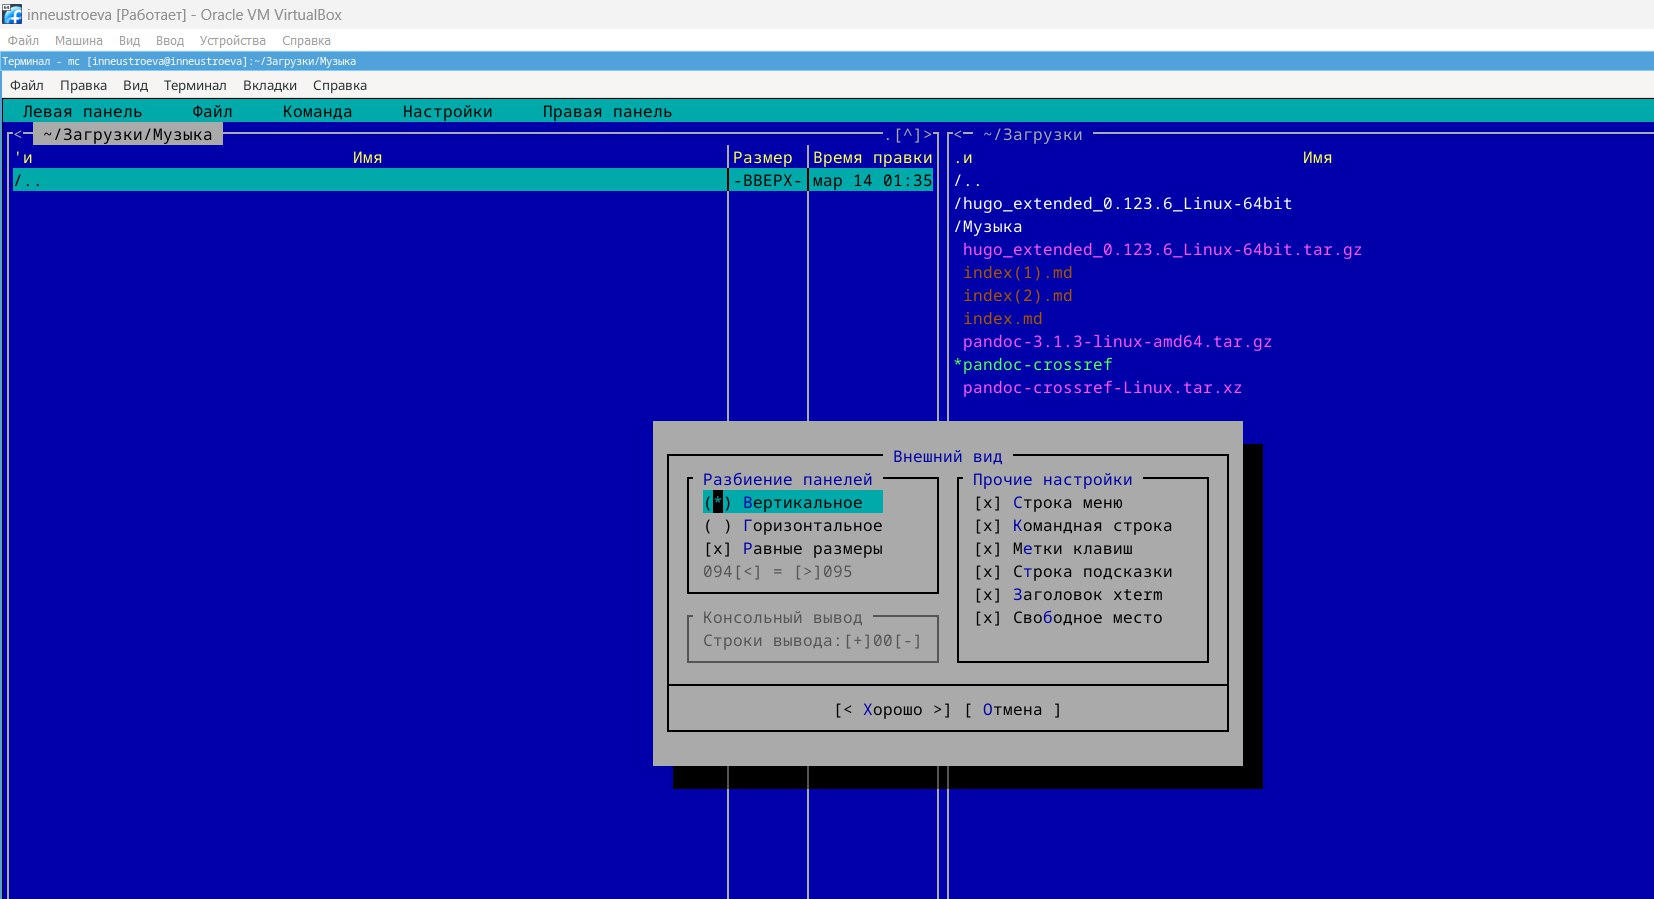 inneustroeva [Работает] - Oracle VM VirtualBox
Файл Машина Вид Ввод Устройства Справка
Терминал - mc [inneustroeva@inneustroeva]:~/Загрузки/Музыка
Файл Правка Вид Терминал Вкладки Справка
Левая панель Файл Команда Настройки Правая панель
<─ ~/Загрузки/Музыка .[^]>
'и Имя Размер Время правки
/.. -ВВЕРХ- мар 14 01:35
<─ ~/Загрузки
.и Имя
/..
/hugo_extended_0.123.6_Linux-64bit
/Музыка
hugo_extended_0.123.6_Linux-64bit.tar.gz
index(1).md
index(2).md
index.md
pandoc-3.1.3-linux-amd64.tar.gz
*pandoc-crossref
pandoc-crossref-Linux.tar.xz
Внешний вид
Разбиение панелей
(*) Вертикальное
( ) Горизонтальное
[x] Равные размеры
094[<] = [>]095
Консольный вывод
Строки вывода:[+]00[-]
Прочие настройки
[x] Строка меню
[x] Командная строка
[x] Метки клавиш
[x] Строка подсказки
[x] Заголовок xterm
[x] Свободное место
[< Хорошо >] [ Отмена ]